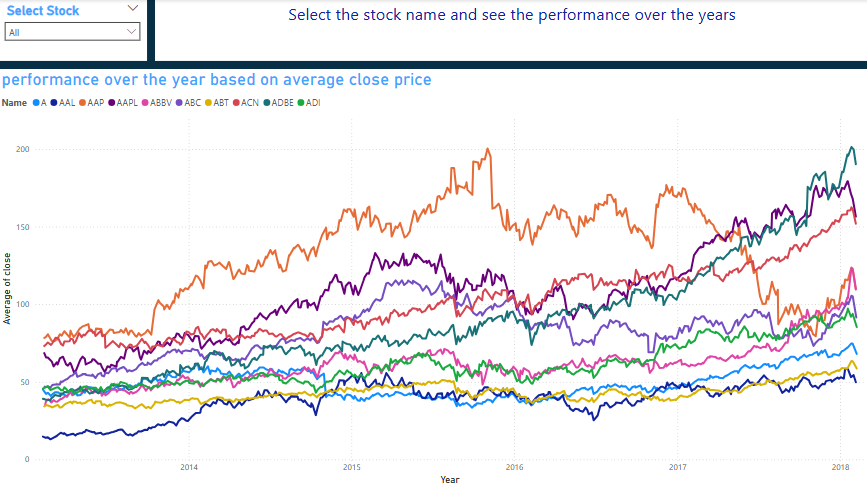 Select Stock
All
Select the stock name and see the performance over the years
performance over the year based on average close price
Name A AAL AAP AAPL ABBV ABC ABT ACN ADBE ADI
200
150
100
50
0
Average of close
2014 2015 2016 2017 2018
Year